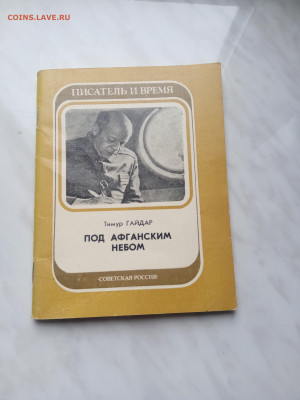 COINS.LAVE.RU
ПИСАТЕЛЬ И ВРЕМЯ
Тимур ГАЙДАР
ПОД АФГАНСКИМ
НЕБОМ
«СОВЕТСКАЯ РОССИЯ»